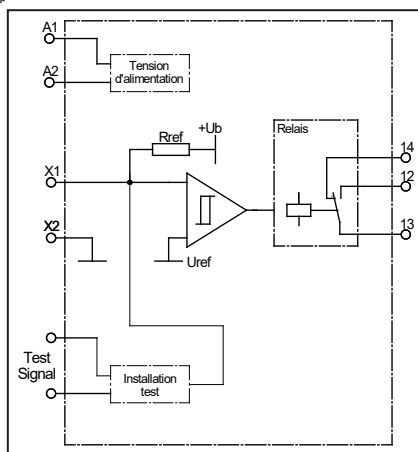 A1
Tension
d'alimentation
A2
+Ub
Rref
Relais
14
X1
12
X2
13
Uref
Test
Signal
Installation
test